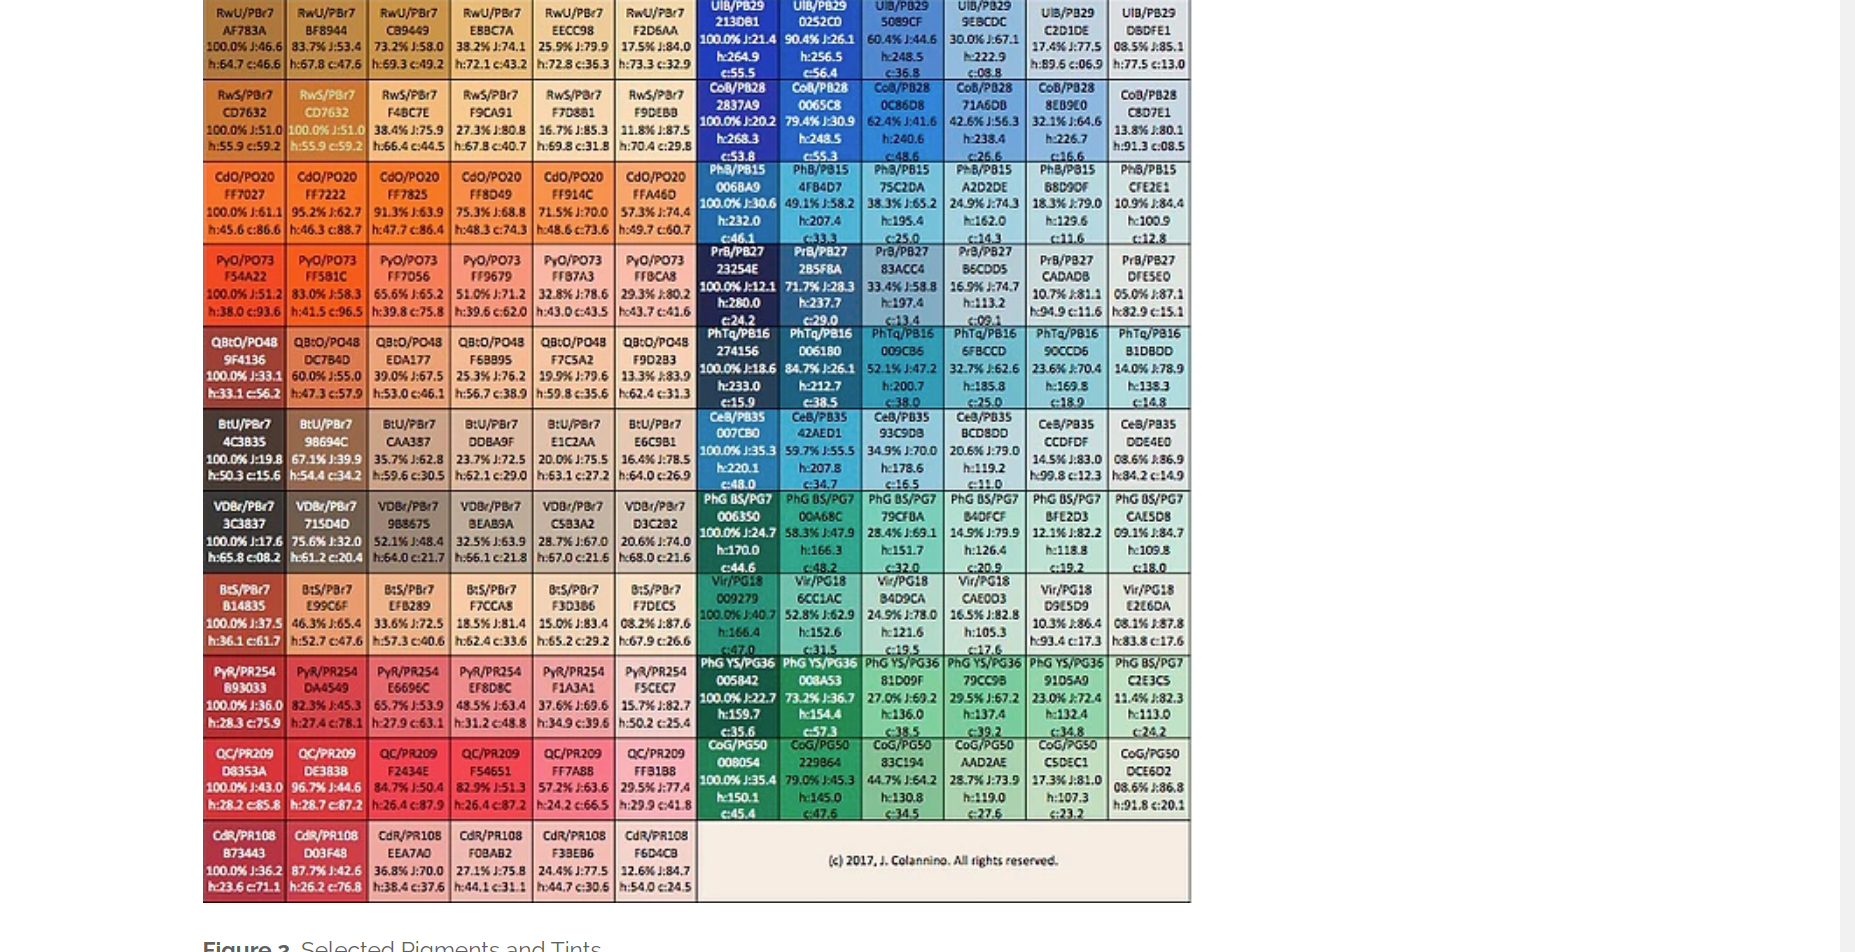 RwU/PBr7
AF783A
100.0% J:46.6
h:64.7 c:46.6
RwU/PBr7
BF8944
83.7% J:53.4
h:67.8 c:47.6
RwU/PBr7
CB9449
73.2% J:58.0
h:69.3 c:49.2
RwU/PBr7
E8BC7A
38.2% J:74.1
h:72.1 c:43.2
RwU/PBr7
EECC98
25.9% J:79.9
h:72.8 c:36.3
RwU/PBr7
F2D6AA
17.5% J:84.0
h:73.3 c:32.9
UlB/PB29
213DB1
100.0% J:21.4
h:264.9
c:55.5
UlB/PB29
0252C0
90.4% J:26.1
h:256.5
c:56.4
UlB/PB29
5089CF
60.4% J:44.6
h:248.5
c:36.8
UlB/PB29
9EBCDC
30.0% J:67.1
h:222.9
c:08.8
UlB/PB29
C2D1DE
17.4% J:77.5
h:89.6 c:06.9
UlB/PB29
DBDFE1
08.5% J:85.1
h:77.5 c:13.0
RwS/PBr7
CD7632
100.0% J:51.0
h:55.9 c:59.2
RwS/PBr7
CD7632
100.0% J:51.0
h:55.9 c:59.2
RwS/PBr7
F4BC7E
38.4% J:75.9
h:66.4 c:44.5
RwS/PBr7
F9CA91
27.3% J:80.8
h:67.8 c:40.7
RwS/PBr7
F7D8B1
16.7% J:85.3
h:69.8 c:31.8
RwS/PBr7
F9DEBB
11.8% J:87.5
h:70.4 c:29.8
CoB/PB28
2837A9
100.0% J:20.2
h:268.3
c:53.8
CoB/PB28
0065C8
79.4% J:30.9
h:248.5
c:55.3
CoB/PB28
0C86D8
62.4% J:41.6
h:240.6
c:48.6
CoB/PB28
71A6DB
42.6% J:56.3
h:238.4
c:26.6
CoB/PB28
8EB9E0
32.1% J:64.6
h:226.7
c:16.6
CoB/PB28
C8D7E1
13.8% J:80.1
h:91.3 c:08.5
CdO/PO20
FF7027
100.0% J:61.1
h:45.6 c:86.6
CdO/PO20
FF7222
95.2% J:62.7
h:46.3 c:88.7
CdO/PO20
FF7825
91.3% J:63.9
h:47.7 c:86.4
CdO/PO20
FF8D49
75.3% J:68.8
h:48.3 c:74.3
CdO/PO20
FF914C
71.5% J:70.0
h:48.6 c:73.6
CdO/PO20
FFA46D
57.3% J:74.4
h:49.7 c:60.7
PhB/PB15
006BA9
100.0% J:30.6
h:232.0
c:46.1
PhB/PB15
4FB4D7
49.1% J:58.2
h:207.4
c:33.3
PhB/PB15
75C2DA
38.3% J:65.2
h:195.4
c:25.0
PhB/PB15
A2D2DE
24.9% J:74.3
h:162.0
c:14.3
PhB/PB15
B8D9DF
18.3% J:79.0
h:129.6
c:11.6
PhB/PB15
CFE2E1
10.9% J:84.4
h:100.9
c:12.8
PyO/PO73
F54A22
100.0% J:51.2
h:38.0 c:93.6
PyO/PO73
FF5B1C
83.0% J:58.3
h:41.5 c:96.5
PyO/PO73
FF7D56
65.6% J:65.2
h:39.8 c:75.8
PyO/PO73
FF9679
51.0% J:71.2
h:39.6 c:62.0
PyO/PO73
FFB7A3
32.8% J:78.6
h:43.0 c:43.5
PyO/PO73
FFBCA8
29.3% J:80.2
h:43.7 c:41.6
PrB/PB27
23254E
100.0% J:12.1
h:280.0
c:24.2
PrB/PB27
2B5F8A
71.7% J:28.3
h:237.7
c:29.0
PrB/PB27
83ACC4
33.4% J:58.8
h:197.4
c:13.4
PrB/PB27
B6CDD5
16.9% J:74.7
h:113.2
c:09.1
PrB/PB27
CADADB
10.7% J:81.1
h:94.9 c:11.6
PrB/PB27
DFE5E0
05.0% J:87.1
h:82.9 c:15.1
QBtO/PO48
9F4136
100.0% J:33.1
h:33.1 c:56.2
QBtO/PO48
DC7B4D
60.0% J:55.0
h:47.3 c:57.9
QBtO/PO48
EDA177
39.0% J:67.5
h:53.0 c:46.1
QBtO/PO48
F6BB95
25.3% J:76.2
h:56.7 c:38.9
QBtO/PO48
F7C5A2
19.9% J:79.6
h:59.8 c:35.6
QBtO/PO48
F9D2B3
13.3% J:83.9
h:62.4 c:31.3
PhTq/PB16
274156
100.0% J:18.6
h:233.0
c:15.9
PhTq/PB16
006180
84.7% J:26.1
h:212.7
c:38.5
PhTq/PB16
009CB6
52.1% J:47.2
h:200.7
c:38.0
PhTq/PB16
6FBCCD
32.7% J:62.6
h:185.8
c:25.0
PhTq/PB16
90CCD6
23.6% J:70.4
h:169.8
c:18.9
PhTq/PB16
B1DBDD
14.0% J:78.9
h:138.3
c:14.8
BtU/PBr7
4C3B35
100.0% J:19.8
h:50.3 c:15.6
BtU/PBr7
98694C
67.1% J:39.9
h:54.4 c:34.2
BtU/PBr7
CAA387
35.7% J:62.8
h:59.6 c:30.5
BtU/PBr7
DDBA9F
23.7% J:72.5
h:62.1 c:29.0
BtU/PBr7
E1C2AA
20.0% J:75.5
h:63.1 c:27.2
BtU/PBr7
E6C9B1
16.4% J:78.5
h:64.0 c:26.9
CeB/PB35
007CB0
100.0% J:35.3
h:220.1
c:48.0
CeB/PB35
42AED1
59.7% J:55.5
h:207.8
c:34.7
CeB/PB35
93C9DB
34.9% J:70.0
h:178.6
c:16.5
CeB/PB35
BCD8DD
20.6% J:79.0
h:119.2
c:11.0
CeB/PB35
CCDFDF
14.5% J:83.0
h:99.8 c:12.3
CeB/PB35
DDE4E0
08.6% J:86.9
h:84.2 c:14.9
VDBr/PBr7
3C3837
100.0% J:17.6
h:65.8 c:08.2
VDBr/PBr7
715D4D
75.6% J:32.0
h:61.2 c:20.4
VDBr/PBr7
9B8675
52.1% J:48.4
h:64.0 c:21.7
VDBr/PBr7
BEAB9A
32.5% J:63.9
h:66.1 c:21.8
VDBr/PBr7
C5B3A2
28.7% J:67.0
h:67.0 c:21.6
VDBr/PBr7
D3C2B2
20.6% J:74.0
h:68.0 c:21.6
PhG BS/PG7
006350
100.0% J:24.7
h:170.0
c:44.6
PhG BS/PG7
00A68C
58.3% J:47.9
h:166.3
c:48.2
PhG BS/PG7
79CFBA
28.4% J:69.1
h:151.7
c:32.0
PhG BS/PG7
B4DFCF
14.9% J:79.9
h:126.4
c:20.9
PhG BS/PG7
BFE2D3
12.1% J:82.2
h:118.8
c:19.2
PhG BS/PG7
CAE5D8
09.1% J:84.7
h:109.8
c:18.0
BtS/PBr7
B14835
100.0% J:37.5
h:36.1 c:61.7
BtS/PBr7
E99C6F
46.3% J:65.4
h:52.7 c:47.6
BtS/PBr7
EFB289
33.6% J:72.5
h:57.3 c:40.6
BtS/PBr7
F7CCA8
18.5% J:81.4
h:62.4 c:33.6
BtS/PBr7
F3D3B6
15.0% J:83.4
h:65.2 c:29.2
BtS/PBr7
F7DEC5
08.2% J:87.6
h:67.9 c:26.6
Vir/PG18
009279
100.0% J:40.7
h:166.4
c:47.0
Vir/PG18
6CC1AC
52.8% J:62.9
h:152.6
c:31.5
Vir/PG18
B4D9CA
24.9% J:78.0
h:121.6
c:19.5
Vir/PG18
CAE0D3
16.5% J:82.8
h:105.3
c:17.6
Vir/PG18
D9E5D9
10.3% J:86.4
h:93.4 c:17.3
Vir/PG18
E2E6DA
08.1% J:87.8
h:83.8 c:17.6
PyR/PR254
B93033
100.0% J:36.0
h:28.3 c:75.9
PyR/PR254
DA4549
82.3% J:45.3
h:27.4 c:78.1
PyR/PR254
E6696C
65.7% J:53.9
h:27.9 c:63.1
PyR/PR254
EF8D8C
48.5% J:63.4
h:31.2 c:48.8
PyR/PR254
F1A3A1
37.6% J:69.6
h:34.9 c:39.6
PyR/PR254
F5CEC7
15.7% J:82.7
h:50.2 c:25.4
PhG YS/PG36
005842
100.0% J:22.7
h:159.7
c:35.6
PhG YS/PG36
008A53
73.2% J:36.7
h:154.4
c:57.3
PhG YS/PG36
81D09F
27.0% J:69.2
h:136.0
c:38.5
PhG YS/PG36
79CC9B
29.5% J:67.2
h:137.4
c:39.2
PhG YS/PG36
91D5A9
23.0% J:72.4
h:132.4
c:34.8
PhG BS/PG7
C2E3C5
11.4% J:82.3
h:113.0
c:24.2
QC/PR209
D8353A
100.0% J:43.0
h:28.2 c:85.8
QC/PR209
DE383B
96.7% J:44.6
h:28.7 c:87.2
QC/PR209
F2434E
84.7% J:50.4
h:26.4 c:87.9
QC/PR209
F54651
82.9% J:51.3
h:26.4 c:87.2
QC/PR209
FF7A88
57.2% J:63.6
h:24.2 c:66.5
QC/PR209
FFB1B8
29.5% J:77.4
h:29.9 c:41.8
CoG/PG50
008054
100.0% J:35.4
h:150.1
c:45.4
CoG/PG50
229B64
79.0% J:45.3
h:145.0
c:47.6
CoG/PG50
83C194
44.7% J:64.2
h:130.8
c:34.5
CoG/PG50
AAD2AE
28.7% J:73.9
h:119.0
c:27.6
CoG/PG50
C5DEC1
17.3% J:81.0
h:107.3
c:23.2
CoG/PG50
DCE6D2
08.6% J:86.8
h:91.8 c:20.1
CdR/PR108
B73443
100.0% J:36.2
h:23.6 c:71.1
CdR/PR108
D03F48
87.7% J:42.6
h:26.2 c:76.8
CdR/PR108
EEA7A0
36.8% J:70.0
h:38.4 c:37.6
CdR/PR108
F0BAB2
27.1% J:75.8
h:44.1 c:31.1
CdR/PR108
F3BEB6
24.4% J:77.5
h:44.7 c:30.6
CdR/PR108
F6D4CB
12.6% J:84.7
h:54.0 c:24.5
(c) 2017, J. Colannino. All rights reserved.
Figure 2. Selected Pigments and Tints